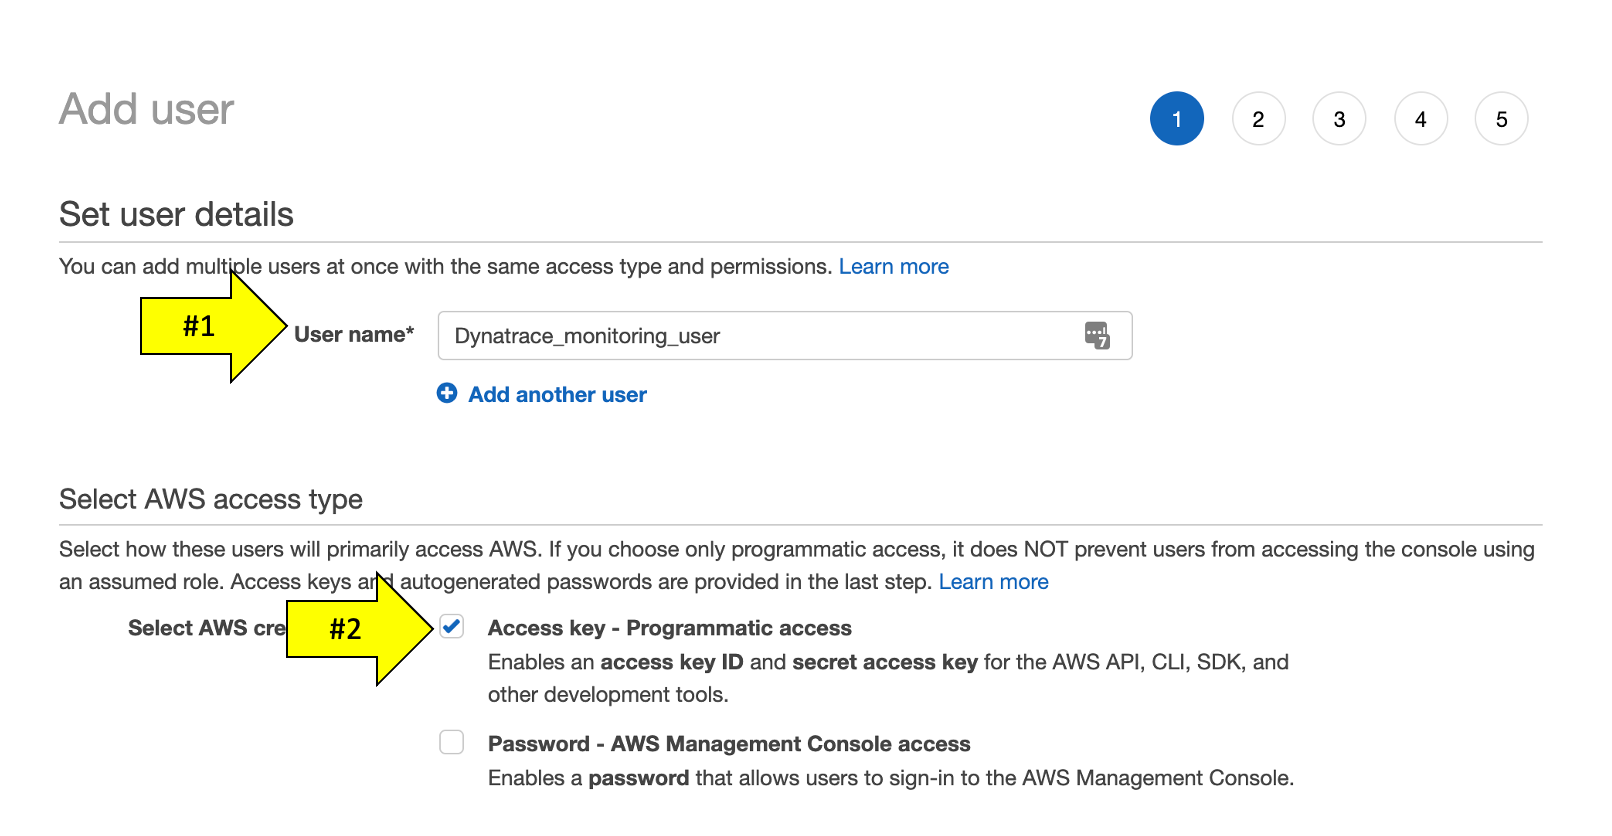 Add user
1 2 3 4 5
Set user details
You can add multiple users at once with the same access type and permissions. Learn more
#1
User name*
Dynatrace_monitoring_user
7
Add another user
Select AWS access type
Select how these users will primarily access AWS. If you choose only programmatic access, it does NOT prevent users from accessing the console using
an assumed role. Access keys and autogenerated passwords are provided in the last step. Learn more
Select AWS cre
#2
Access key - Programmatic access
Enables an access key ID and secret access key for the AWS API, CLI, SDK, and
other development tools.
Password - AWS Management Console access
Enables a password that allows users to sign-in to the AWS Management Console.